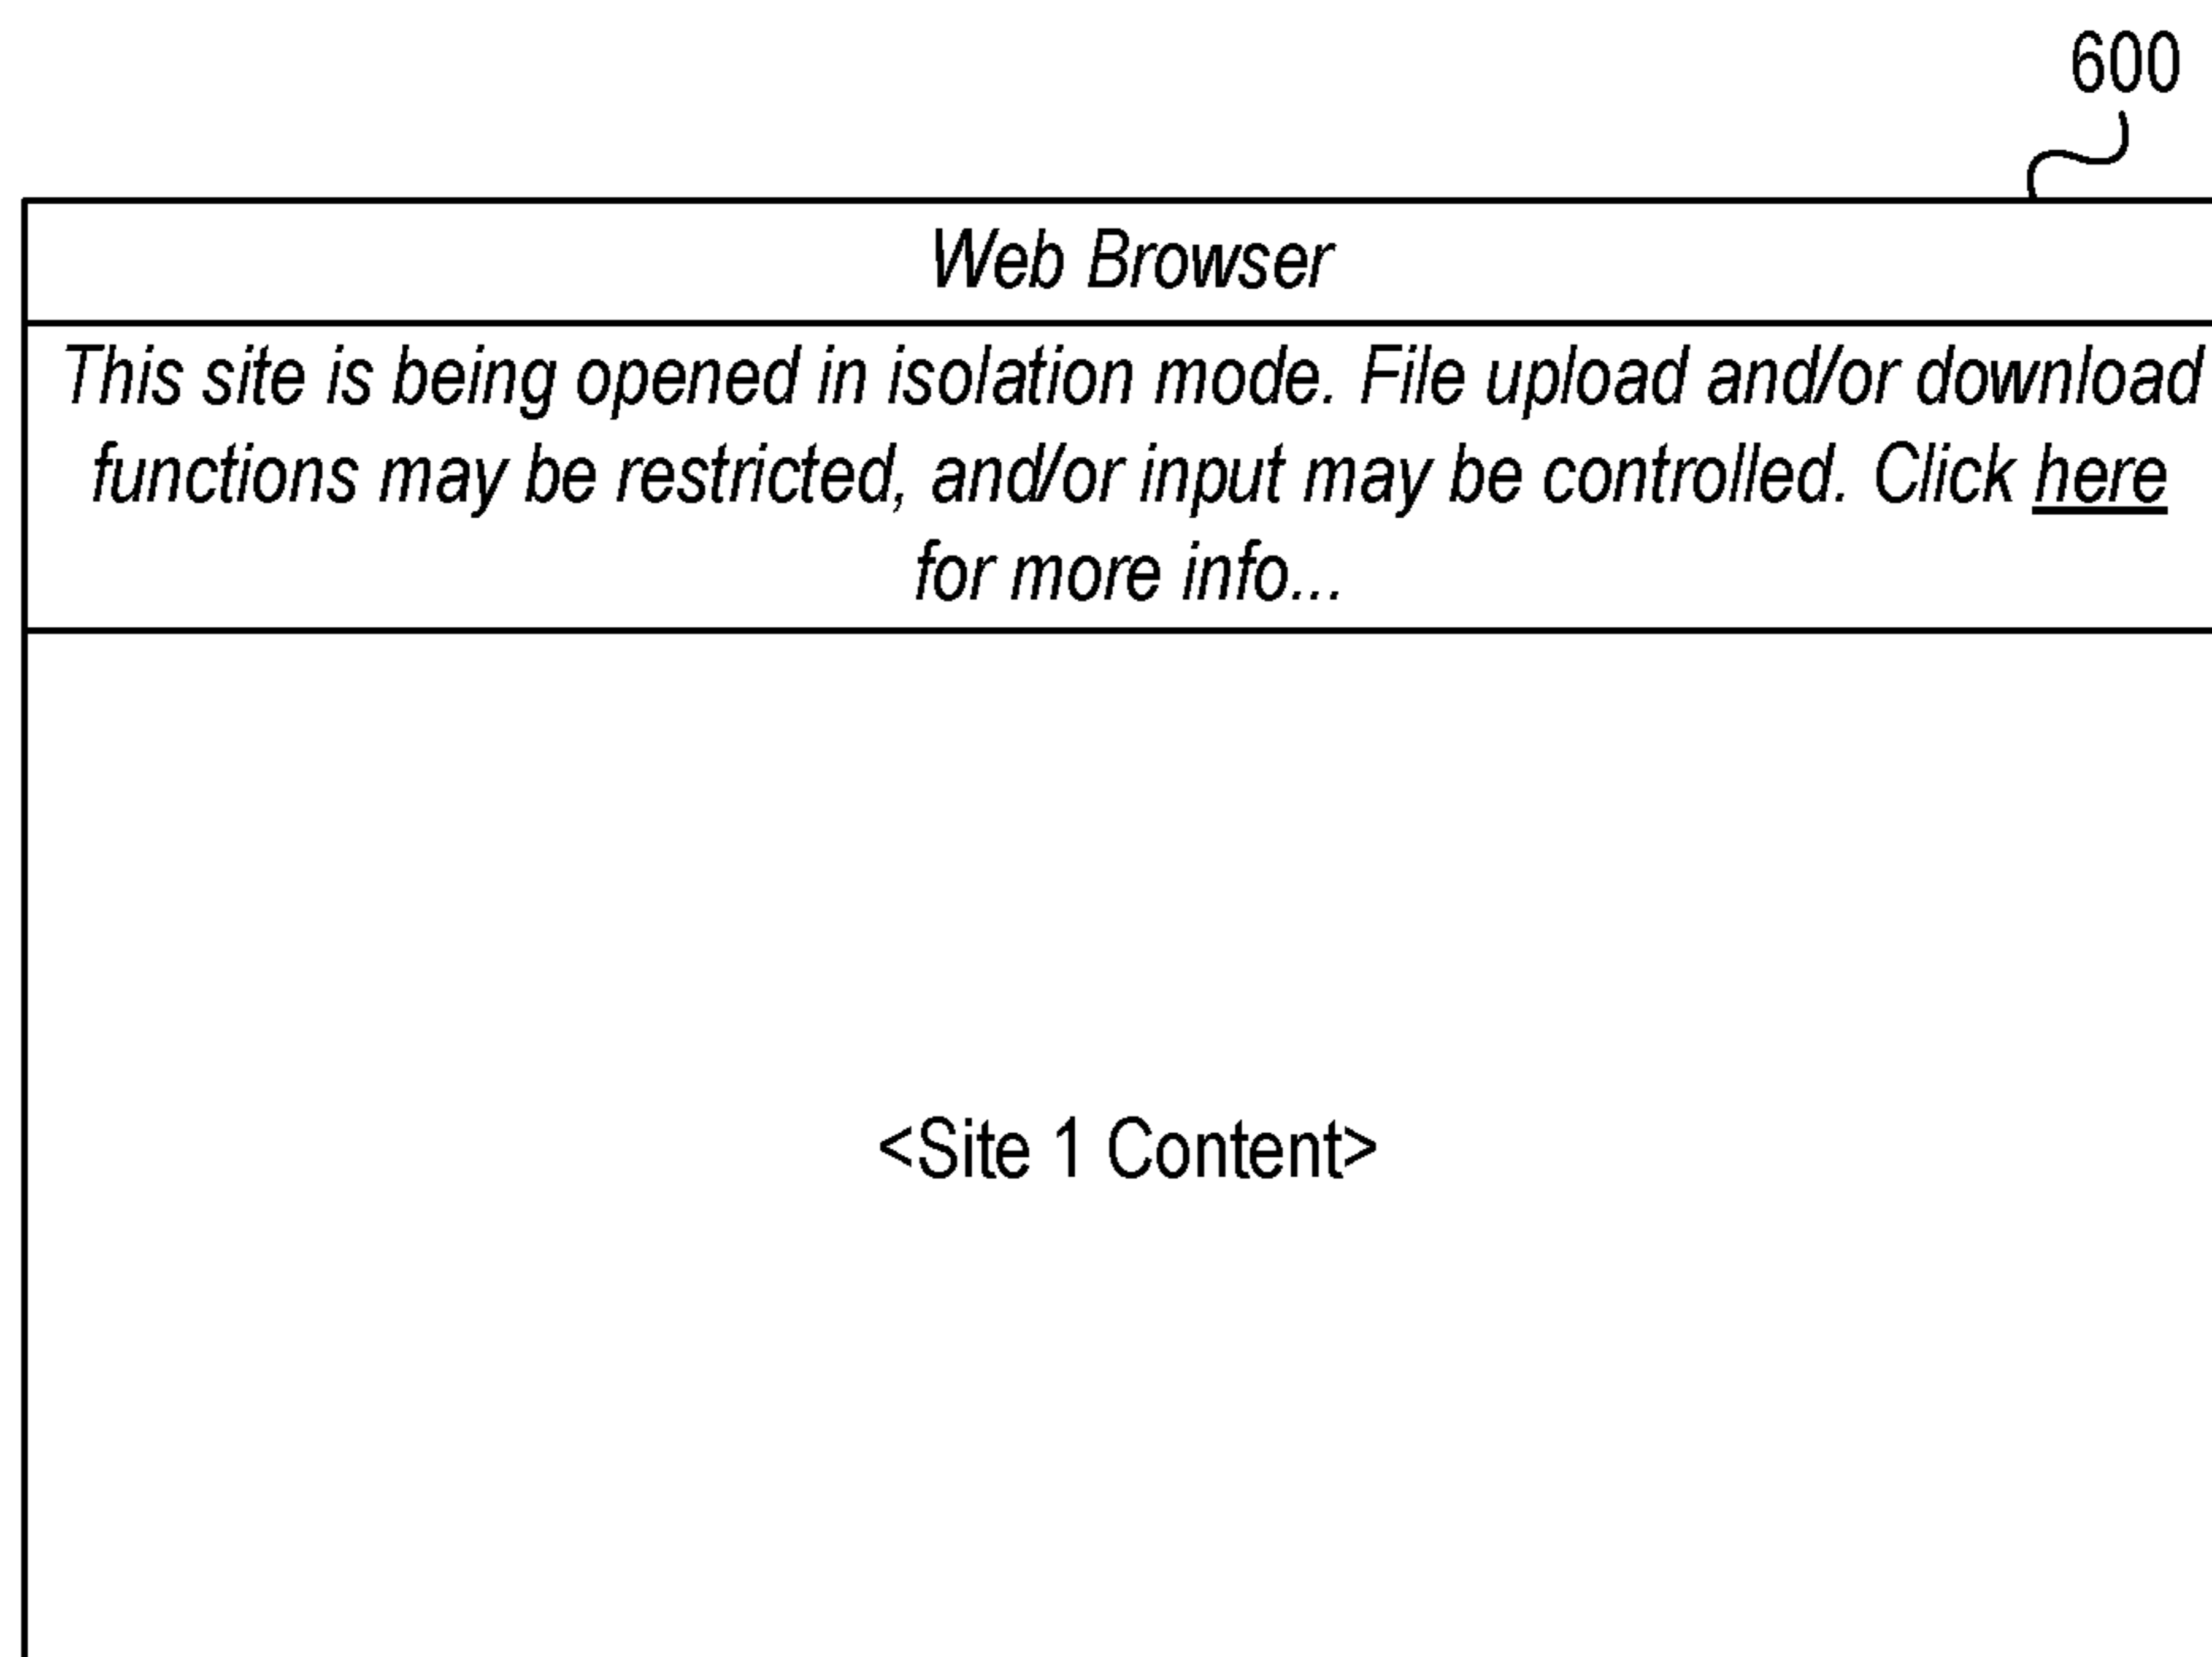 600
Web Browser
This site is being opened in isolation mode. File upload and/or download
functions may be restricted, and/or input may be controlled. Click here
for more info...
<Site 1 Content>